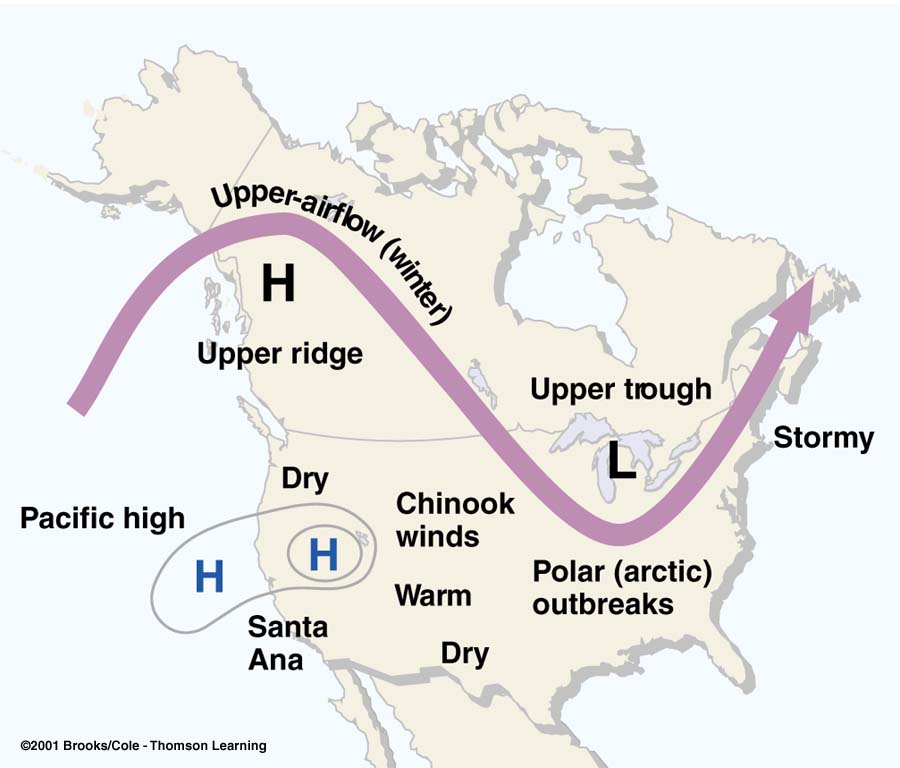 Upper-airflow (winter)
H
Upper ridge
Upper trough
L
Stormy
Dry
Chinook
winds
Pacific high
H
H
Polar (arctic)
outbreaks
Warm
Santa
Ana
Dry
©2001 Brooks/Cole - Thomson Learning